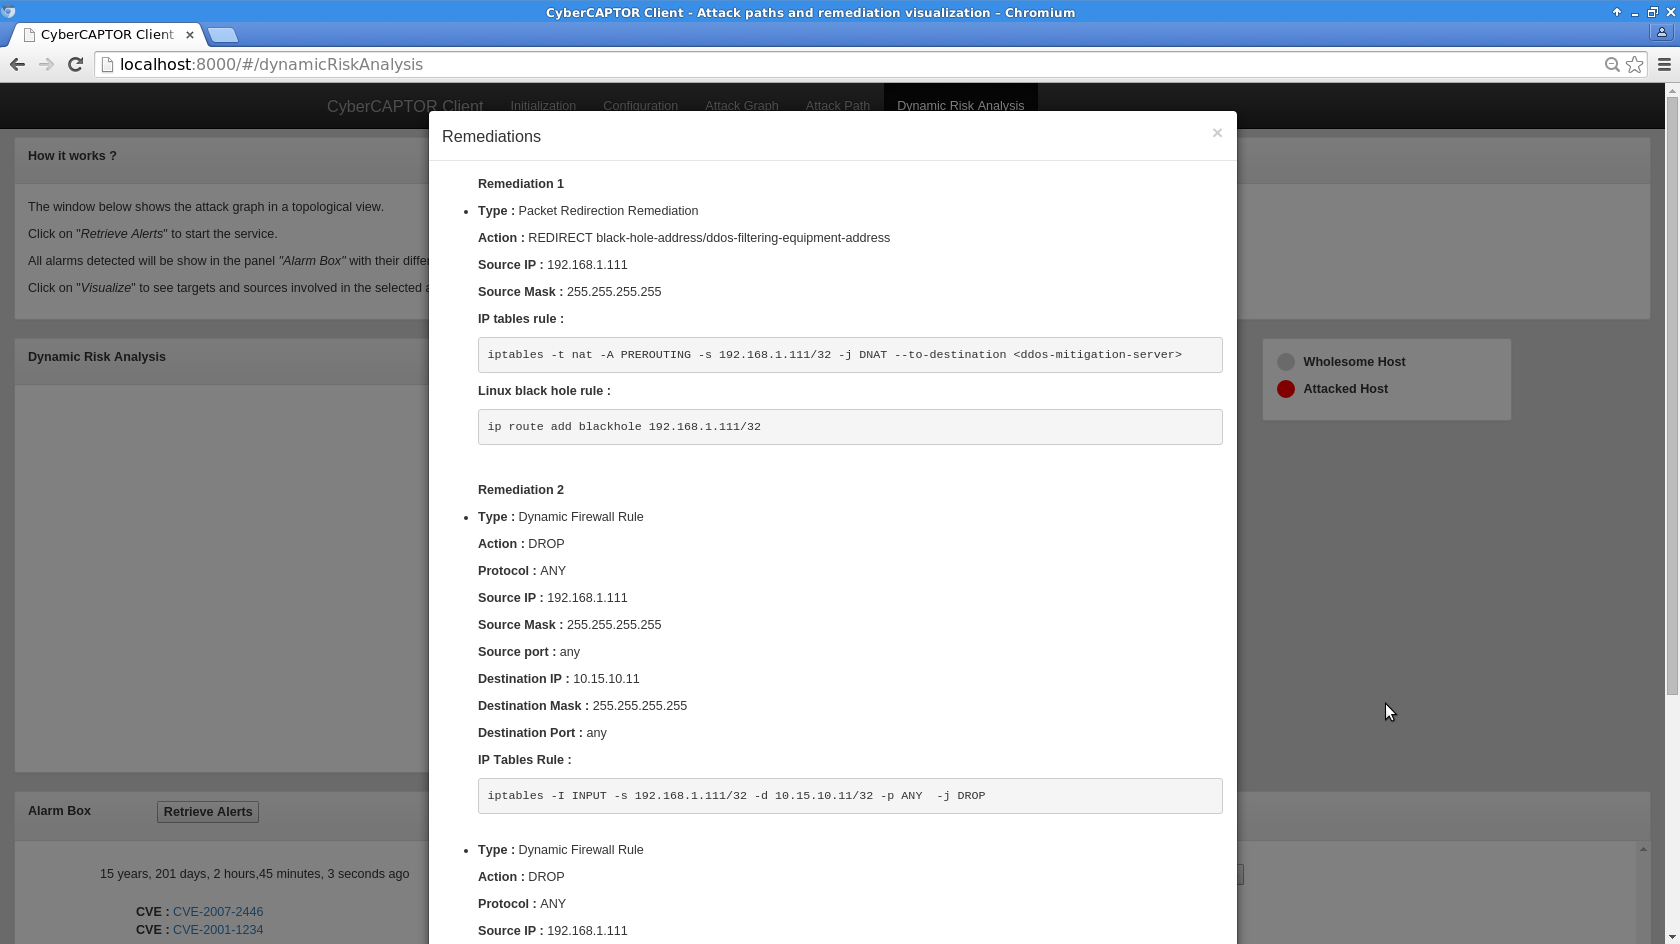 CyberCAPTOR Client - Attack paths and remediation visualization - Chromium
CyberCAPTOR Client
localhost:8000/#/dynamicRiskAnalysis
CyberCAPTOR Client Initialization Configuration Attack Graph Attack Path Dynamic Risk Analysis
How it works ?
The window below shows the attack graph in a topological view.
Click on "Retrieve Alerts" to start the service.
All alarms detected will be show in the panel "Alarm Box" with their
Click on "Visualize" to see targets and sources involved in the selected
Dynamic Risk Analysis
Wholesome Host
Attacked Host
Alarm Box Retrieve Alerts
15 years, 201 days, 2 hours,45 minutes, 3 seconds ago
CVE : CVE-2007-2446
CVE : CVE-2001-1234
Remediations ×
Remediation 1
• Type : Packet Redirection Remediation
Action : REDIRECT black-hole-address/ddos-filtering-equipment-address
Source IP : 192.168.1.111
Source Mask : 255.255.255.255
IP tables rule :
iptables -t nat -A PREROUTING -s 192.168.1.111/32 -j DNAT --to-destination <ddos-mitigation-server>
Linux black hole rule :
ip route add blackhole 192.168.1.111/32
Remediation 2
• Type : Dynamic Firewall Rule
Action : DROP
Protocol : ANY
Source IP : 192.168.1.111
Source Mask : 255.255.255.255
Source port : any
Destination IP : 10.15.10.11
Destination Mask : 255.255.255.255
Destination Port : any
IP Tables Rule :
iptables -I INPUT -s 192.168.1.111/32 -d 10.15.10.11/32 -p ANY  -j DROP
• Type : Dynamic Firewall Rule
Action : DROP
Protocol : ANY
Source IP : 192.168.1.111